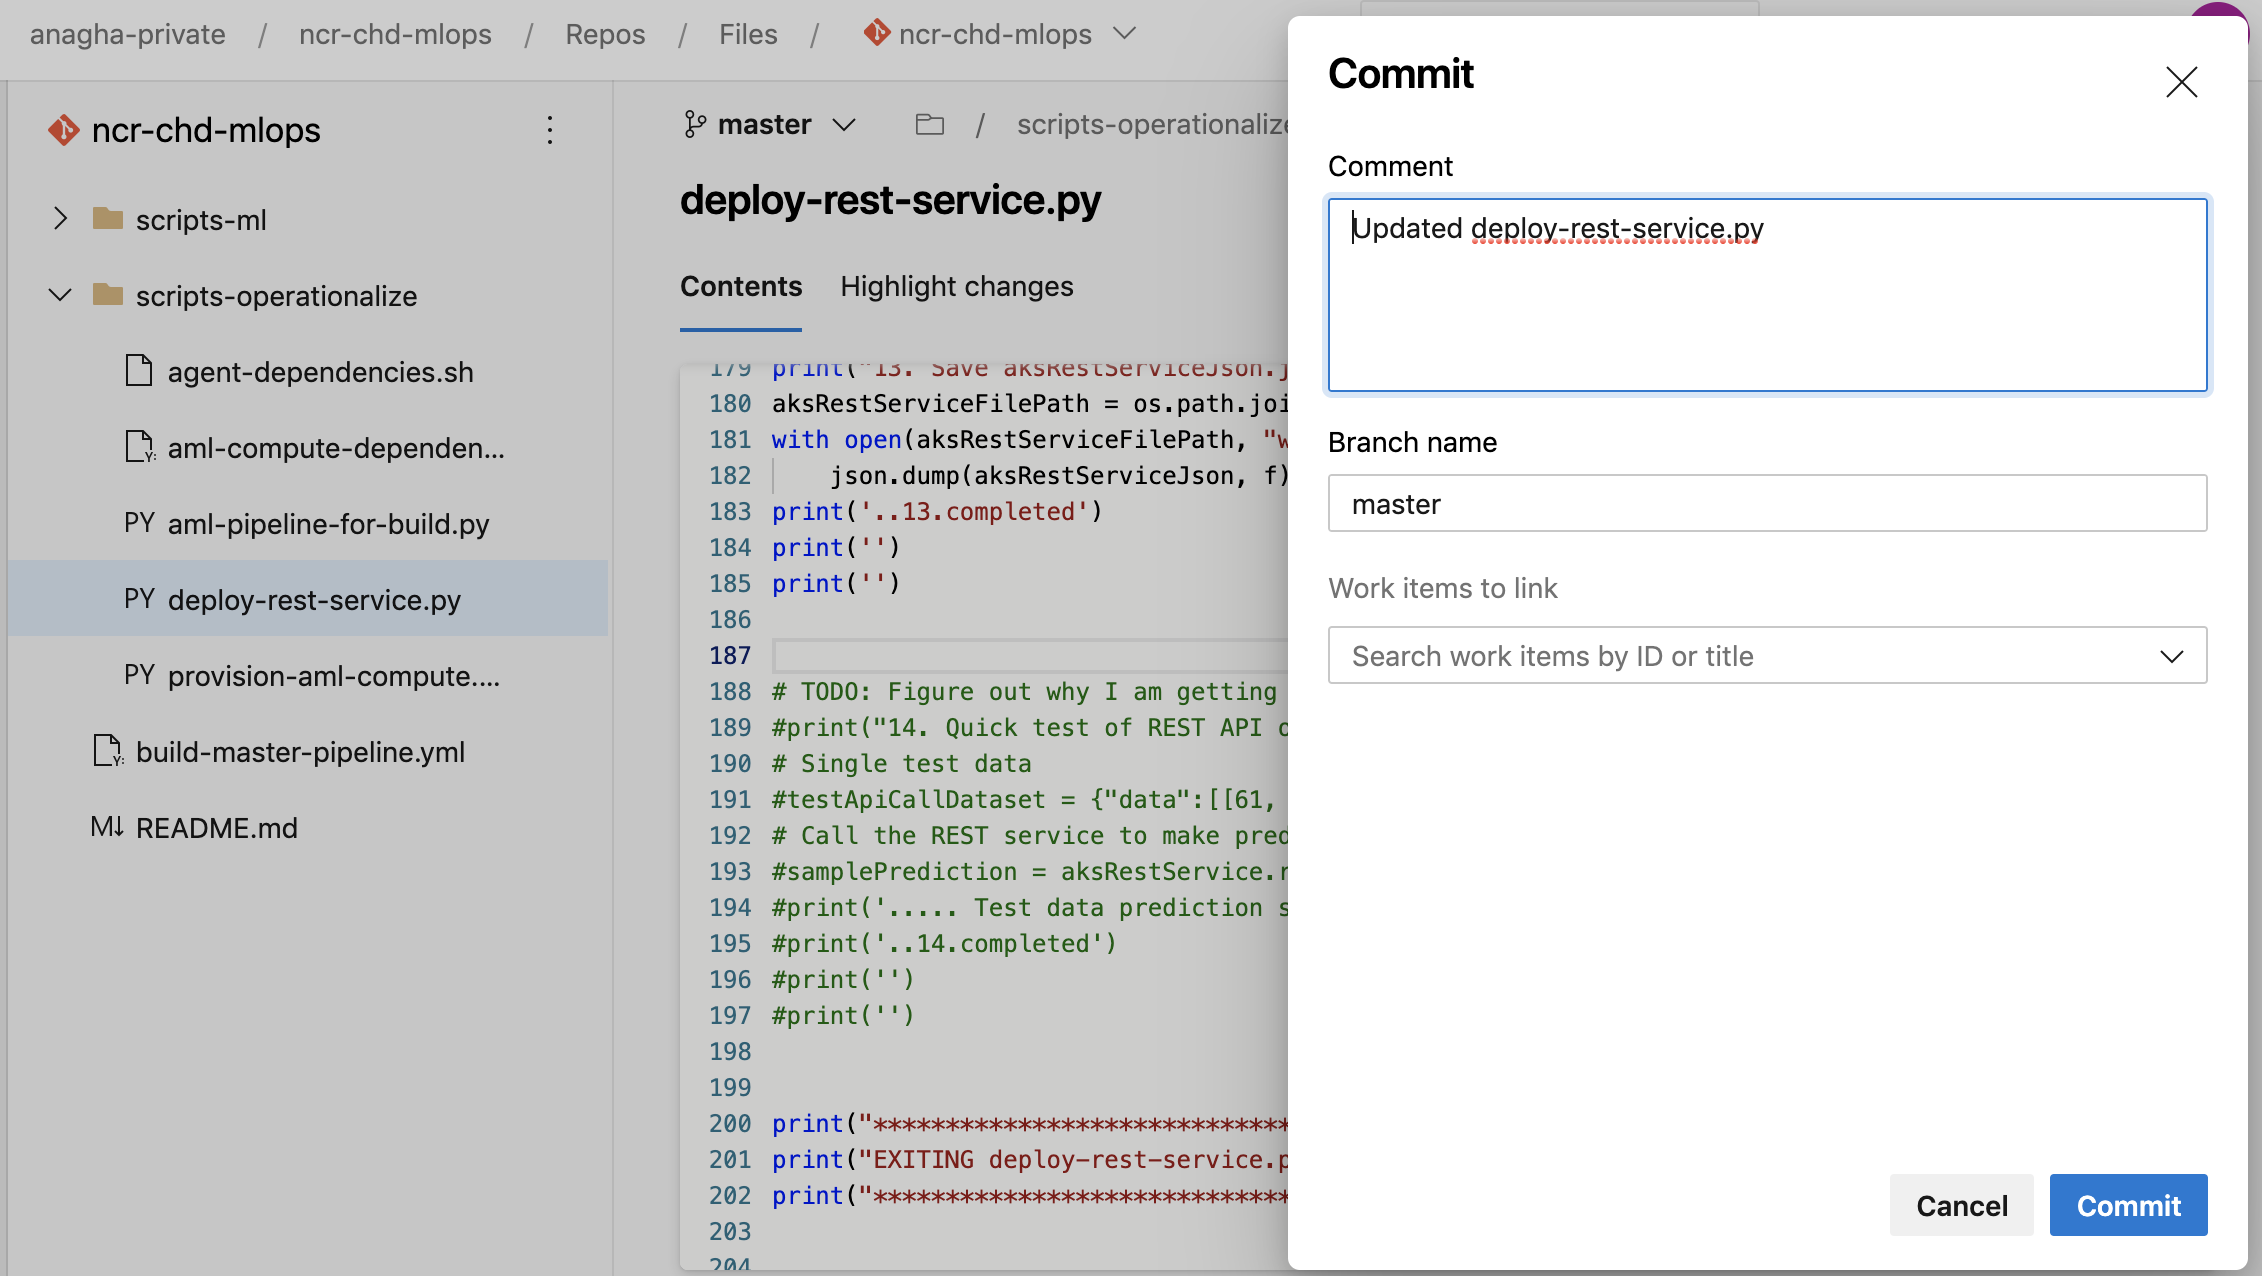 anagha-private / ncr-chd-mlops / Repos / Files / ncr-chd-mlops
ncr-chd-mlops
scripts-ml
scripts-operationalize
agent-dependencies.sh
aml-compute-dependen...
PY aml-pipeline-for-build.py
PY deploy-rest-service.py
PY provision-aml-compute....
build-master-pipeline.yml
M↓ README.md
master / scripts-operationalize
deploy-rest-service.py
Contents Highlight changes
179 print("13. Save aksRestServiceJson.j
180 aksRestServiceFilePath = os.path.joi
181 with open(aksRestServiceFilePath, "w
182 json.dump(aksRestServiceJson, f)
183 print('..13.completed')
184 print('')
185 print('')
186
187
188 # TODO: Figure out why I am getting
189 #print("14. Quick test of REST API
190 # Single test data
191 #testApiCallDataset = {"data":[[61,
192 # Call the REST service to make pred
193 #samplePrediction = aksRestService.r
194 #print('..... Test data prediction s
195 #print('..14.completed')
196 #print('')
197 #print('')
198
199
200 print("*****************************
201 print("EXITING deploy-rest-service.p
202 print("*****************************
203
204
Commit
Comment
Updated deploy-rest-service.py
Branch name
master
Work items to link
Search work items by ID or title
Cancel
Commit